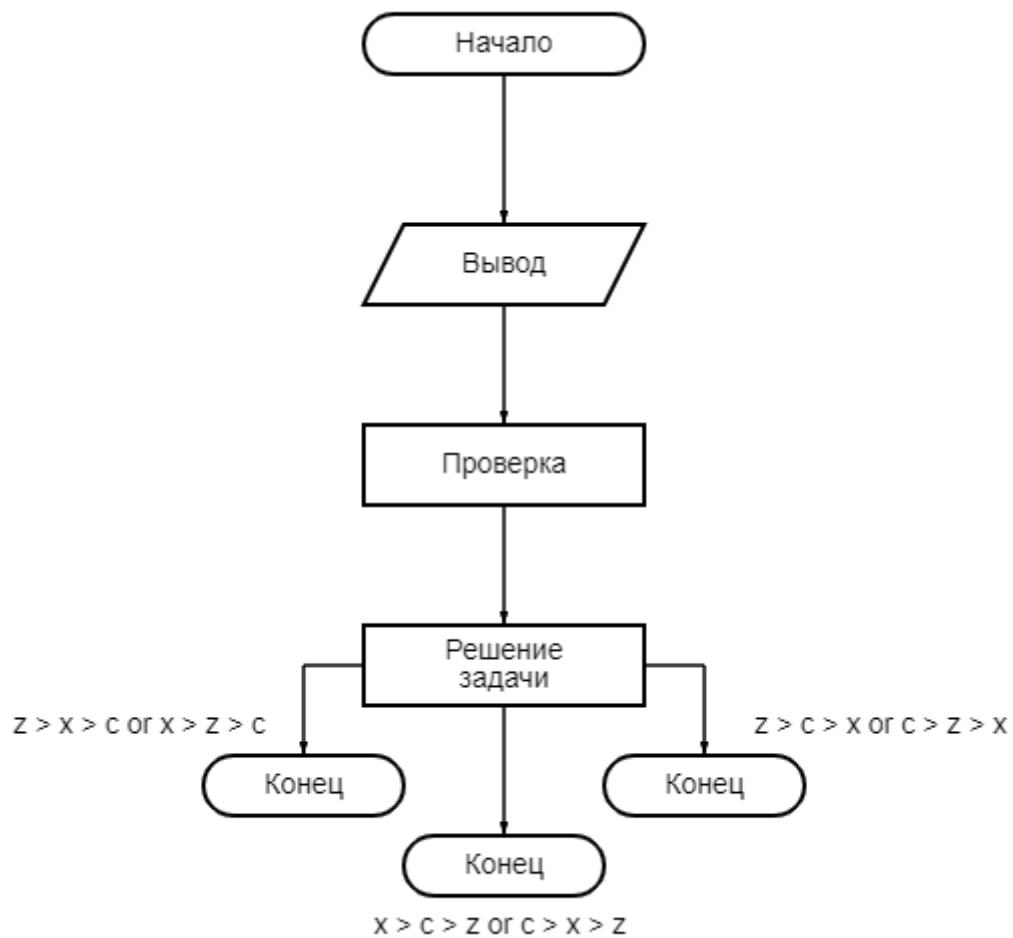 Начало
Вывод
Проверка
Решение
задачи
z > x > c or x > z > c
z > c > x or c > z > x
Конец
Конец
Конец
x > c > z or c > x > z